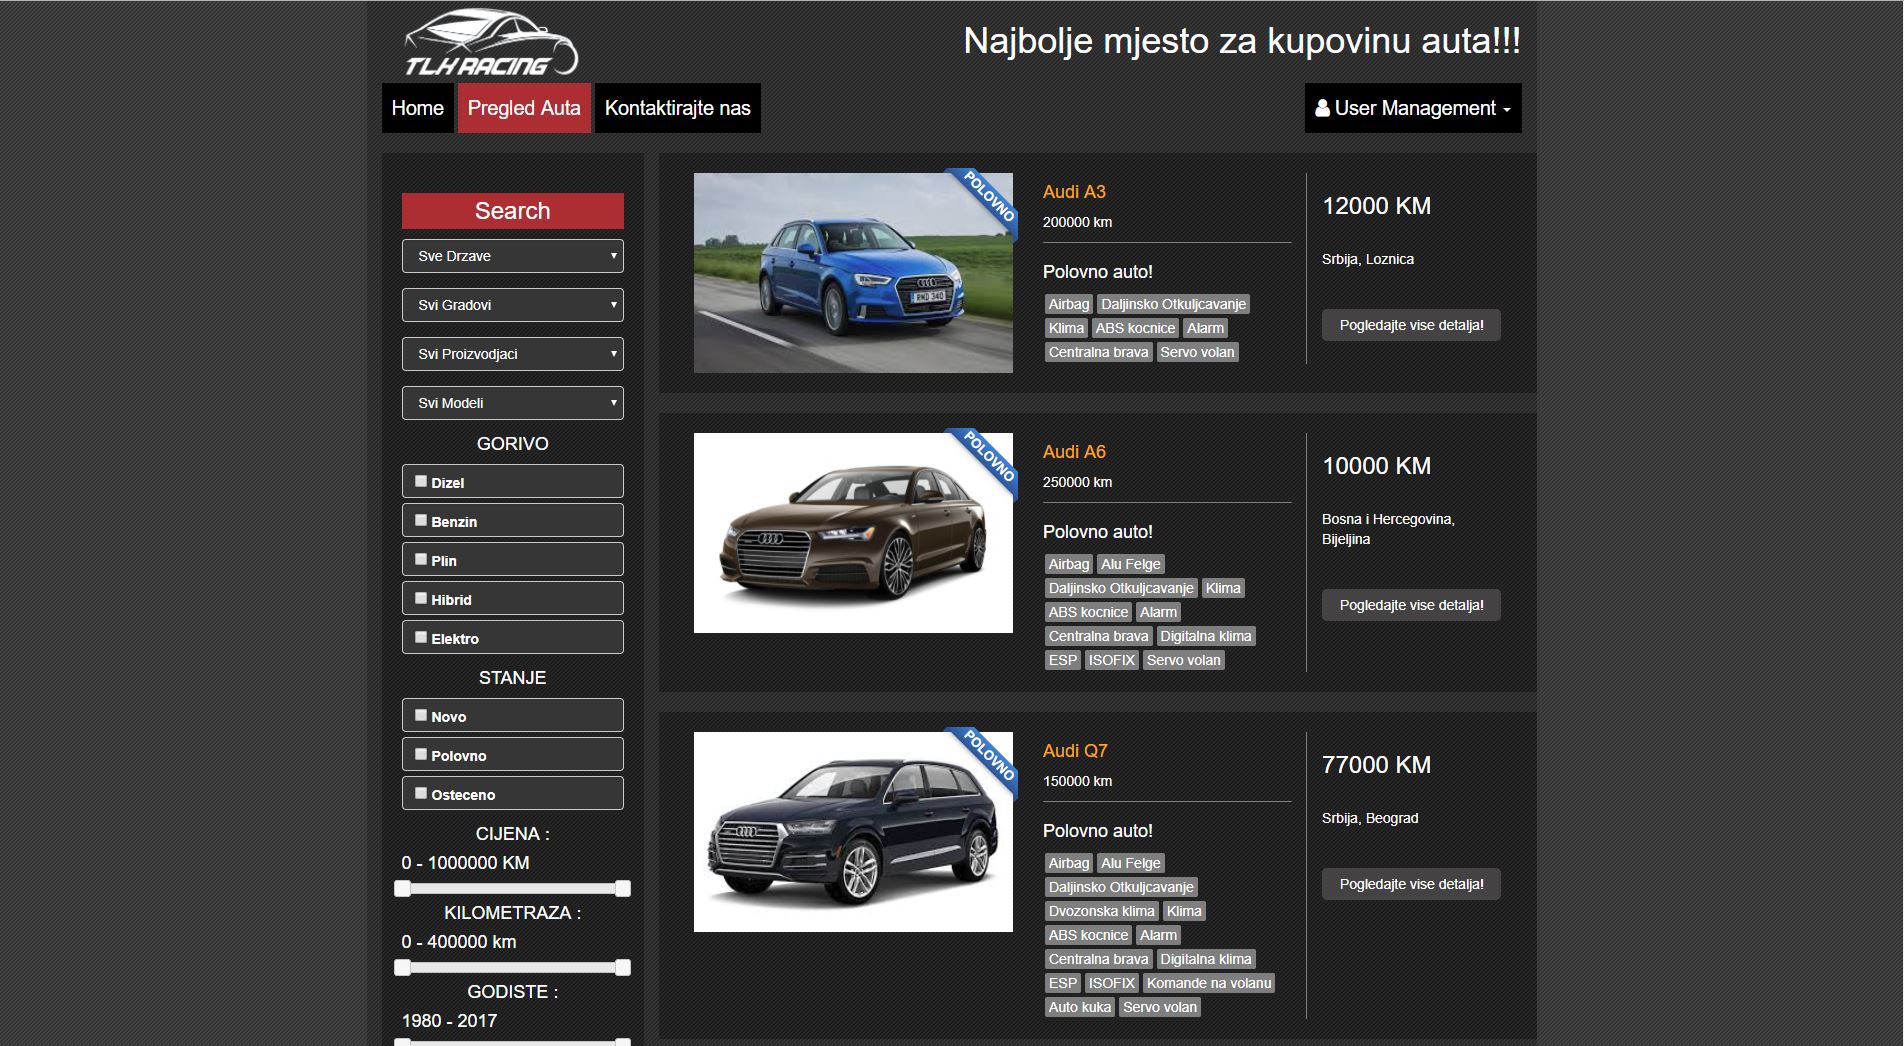 TLH RACING
Najbolje mjesto za kupovinu auta!!!
Home
Pregled Auta
Kontaktirajte nas
User Management
Search
Sve Drzave
Svi Gradovi
Svi Proizvodjaci
Svi Modeli
GORIVO
Dizel
Benzin
Plin
Hibrid
Elektro
STANJE
Novo
Polovno
Osteceno
CIJENA :
0 - 1000000 KM
KILOMETRAZA :
0 - 400000 km
GODISTE :
1980 - 2017
POLOVNO
RMD 340
Audi A3
200000 km
Polovno auto!
Airbag Daljinsko Otkuljcavanje
Klima ABS kocnice Alarm
Centralna brava Servo volan
12000 KM
Srbija, Loznica
Pogledajte vise detalja!
POLOVNO
Audi A6
250000 km
Polovno auto!
Airbag Alu Felge
Daljinsko Otkuljcavanje Klima
ABS kocnice Alarm
Centralna brava Digitalna klima
ESP ISOFIX Servo volan
10000 KM
Bosna i Hercegovina,
Bijeljina
Pogledajte vise detalja!
POLOVNO
Audi Q7
150000 km
Polovno auto!
Airbag Alu Felge
Daljinsko Otkuljcavanje
Dvozonska klima Klima
ABS kocnice Alarm
Centralna brava Digitalna klima
ESP ISOFIX Komande na volanu
Auto kuka Servo volan
77000 KM
Srbija, Beograd
Pogledajte vise detalja!